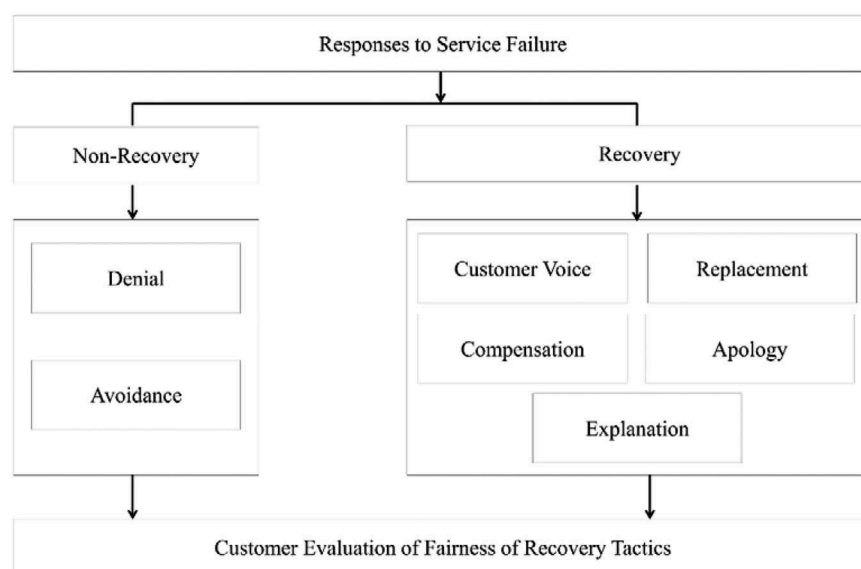 Responses to Service Failure
Non-Recovery
Recovery
Denial
Avoidance
Customer Voice
Replacement
Compensation
Apology
Explanation
Customer Evaluation of Fairness of Recovery Tactics